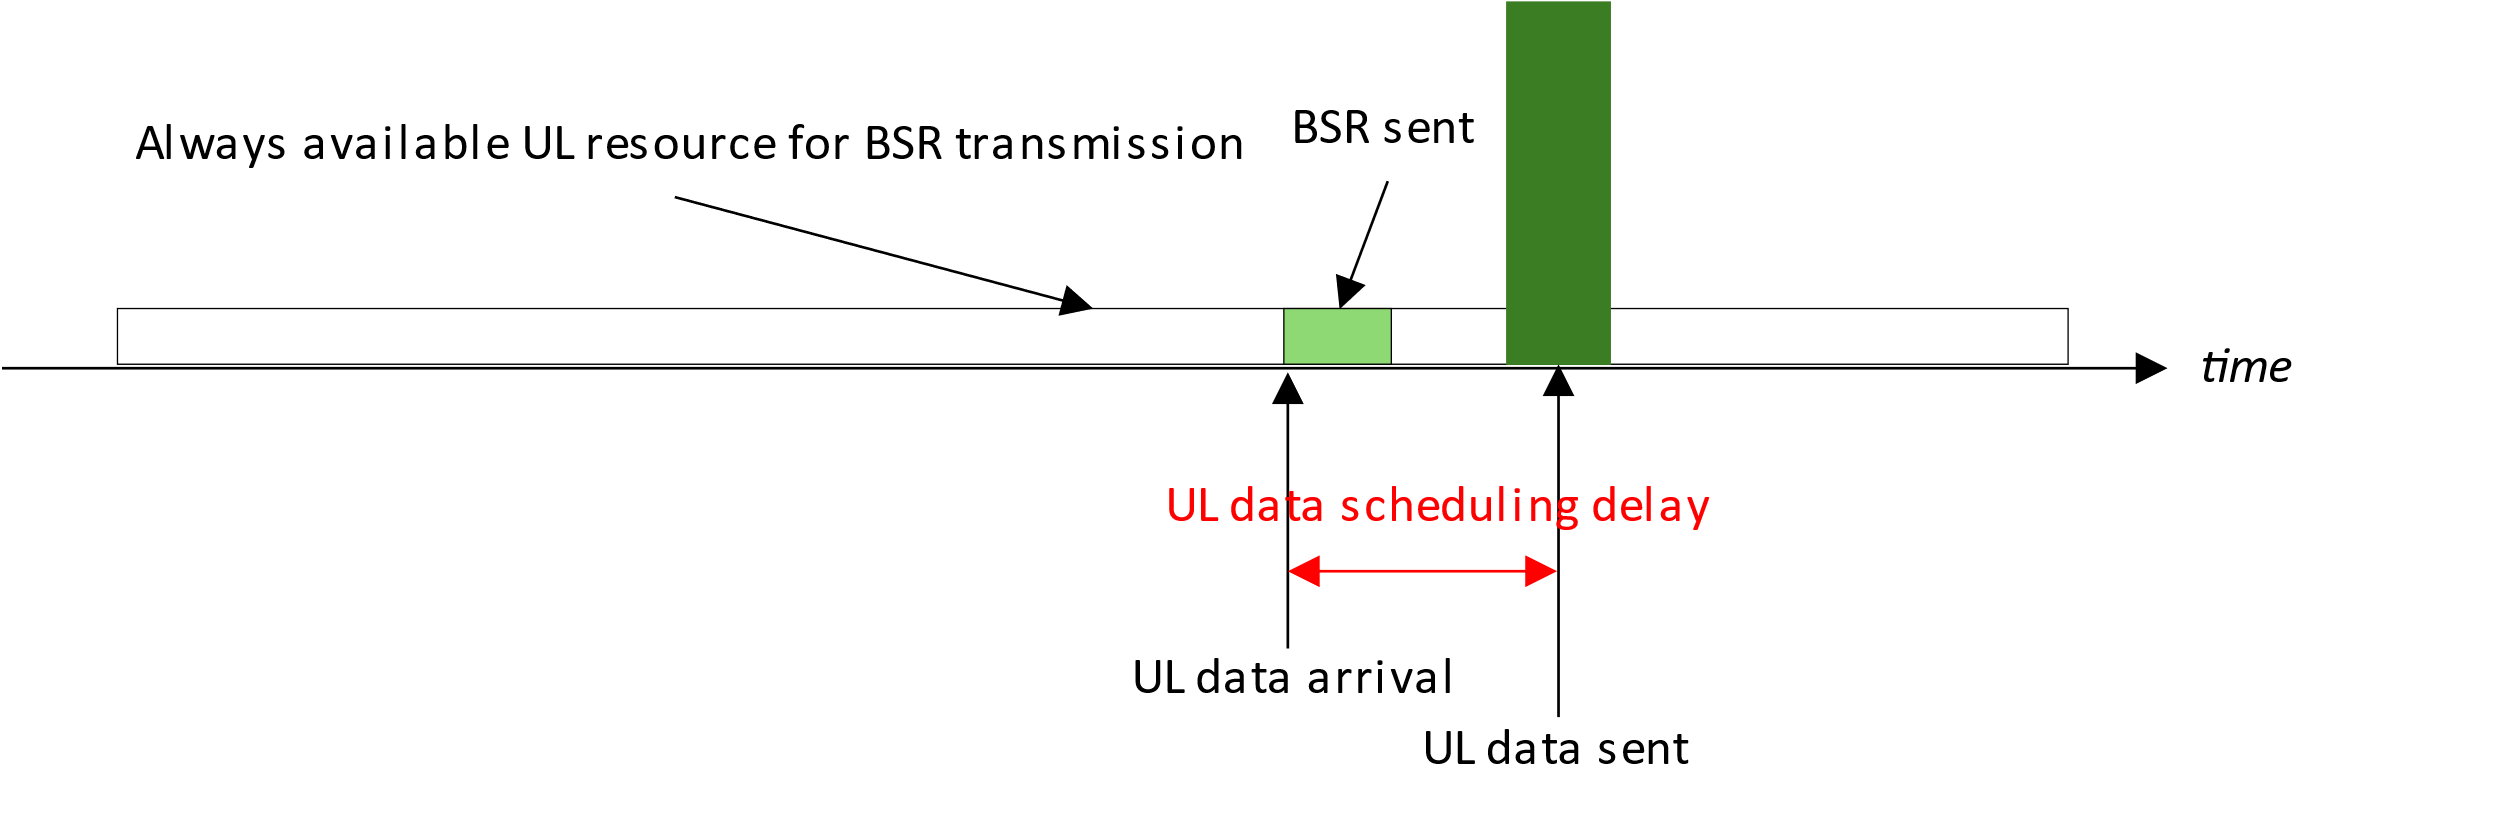 Always available UL resource for BSR transmission
BSR sent
time
UL data scheduling delay
UL data arrival
UL data sent